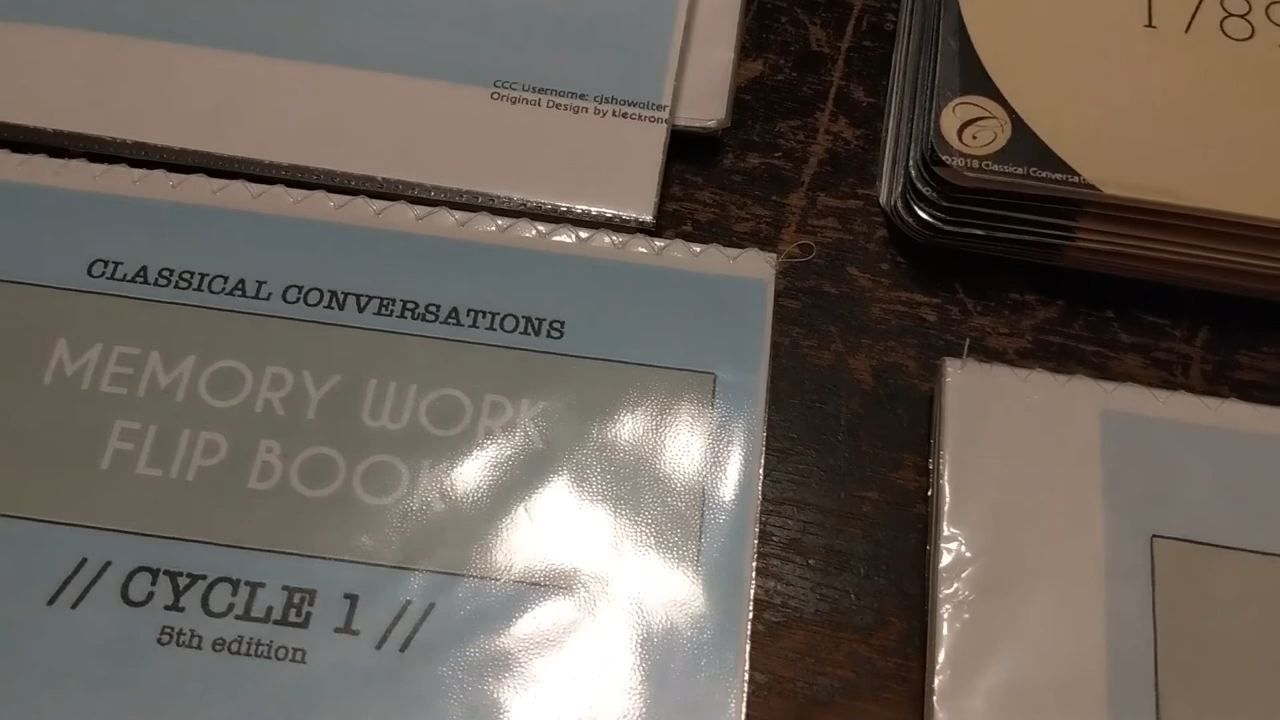 CCC Username: cjshowalter
Original Design by kleckrone
1789
©2018 Classical
CLASSICAL CONVERSATIONS
MEMORY WORK
FLIP BOOK
// CYCLE 1 //
5th edition